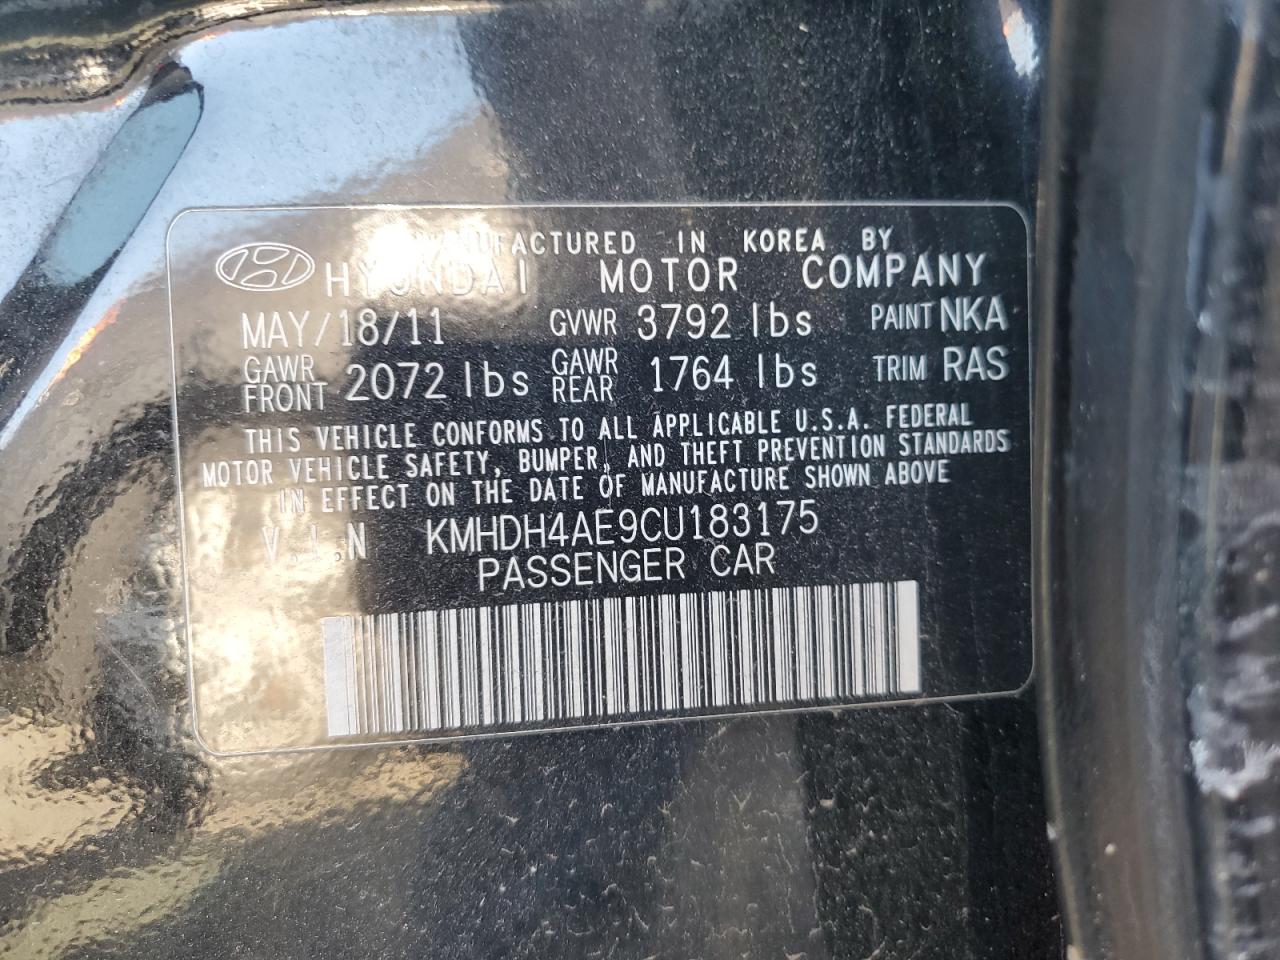 MANUFACTURED IN KOREA BY
HYUNDAI MOTOR COMPANY
MAY/18/11 GVWR 3792 lbs PAINT NKA
GAWR FRONT 2072 lbs GAWR REAR 1764 lbs TRIM RAS
THIS VEHICLE CONFORMS TO ALL APPLICABLE U.S.A. FEDERAL
MOTOR VEHICLE SAFETY, BUMPER, AND THEFT PREVENTION STANDARDS
IN EFFECT ON THE DATE OF MANUFACTURE SHOWN ABOVE
V.I.N KMHDH4AE9CU183175
PASSENGER CAR